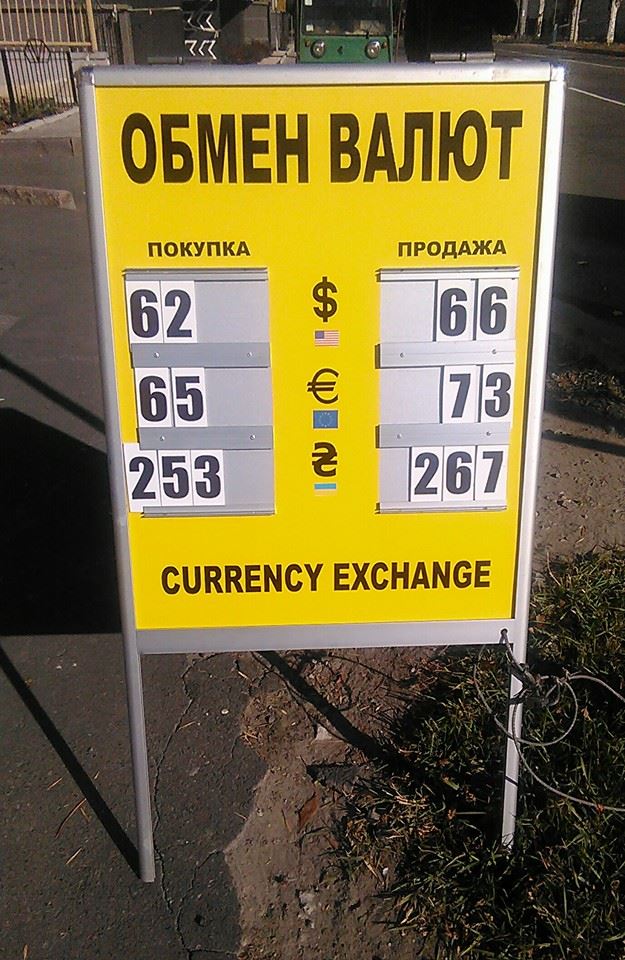 ОБМЕН ВАЛЮТ
ПОКУПКА ПРОДАЖА
62 $ 66
65 € 73
253 ₴ 267
CURRENCY EXCHANGE